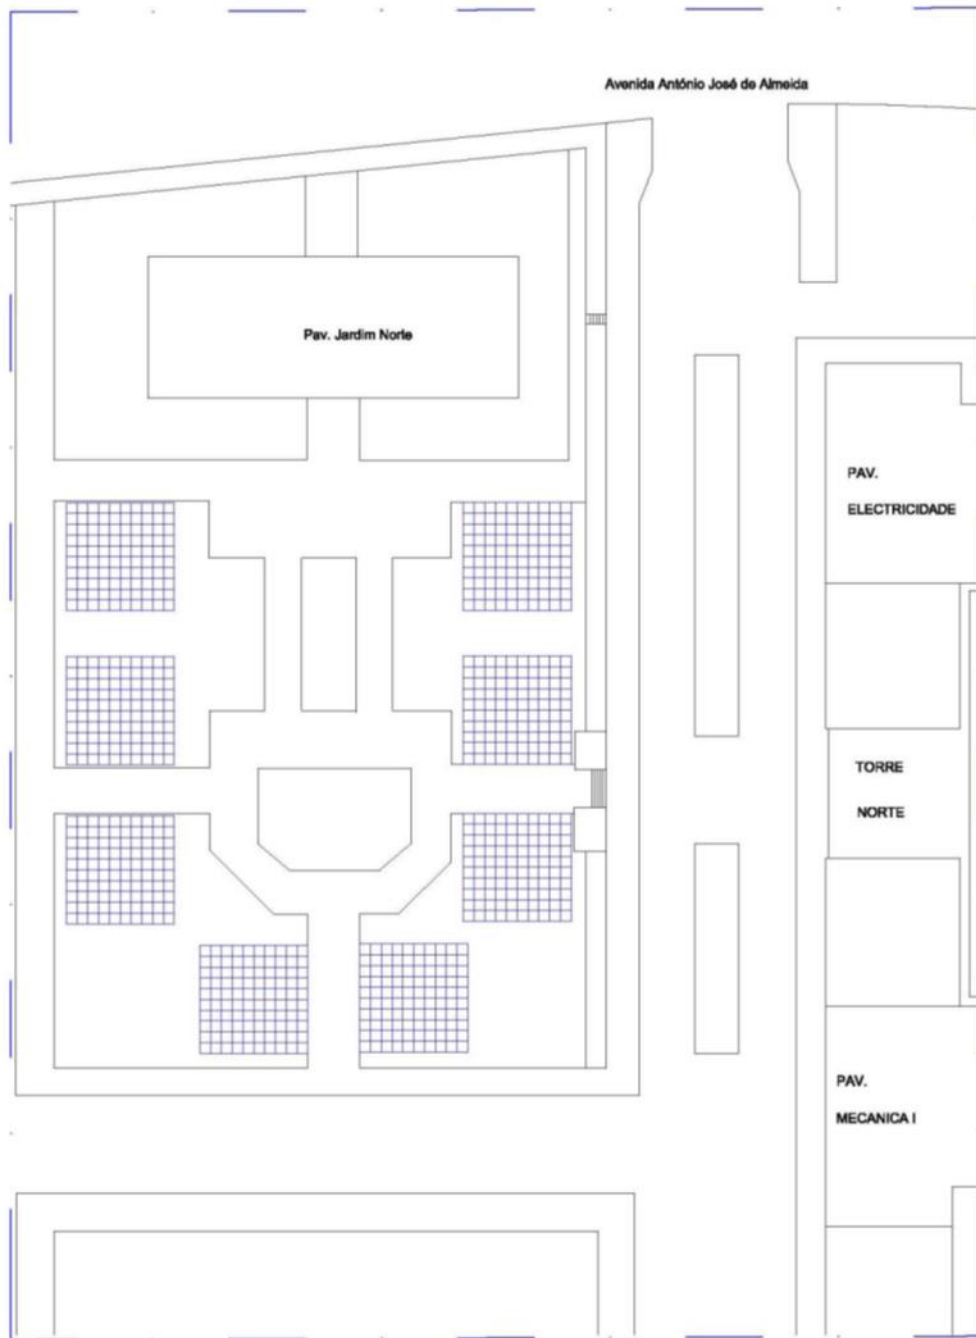 Avenida António José de Almeida
Pav. Jardim Norte
PAV.
ELECTRICIDADE
TORRE
NORTE
PAV.
MECANICA I